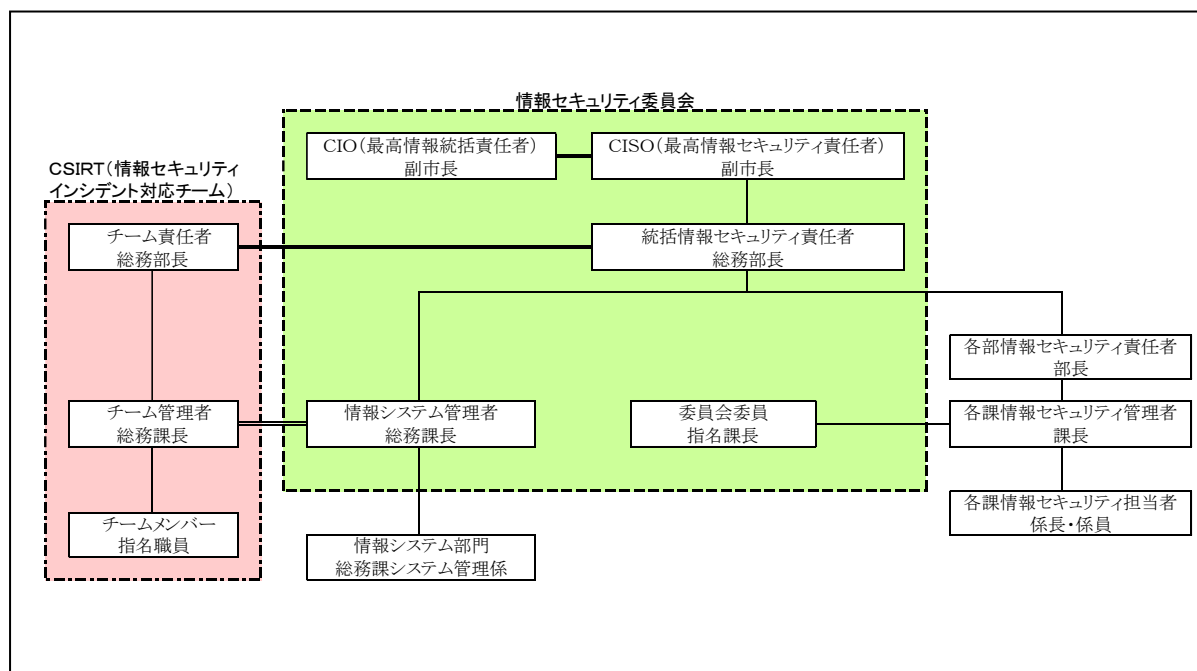 情報セキュリティ委員会
CIO(最高情報統括責任者)
副市長
CISO(最高情報セキュリティ責任者)
副市長
CSIRT(情報セキュリティ
インシデント対応チーム)
チーム責任者
総務部長
統括情報セキュリティ責任者
総務部長
各部情報セキュリティ責任者
部長
チーム管理者
総務課長
情報システム管理者
総務課長
委員会委員
指名課長
各課情報セキュリティ管理者
課長
チームメンバー
指名職員
情報システム部門
総務課システム管理係
各課情報セキュリティ担当者
係長・係員